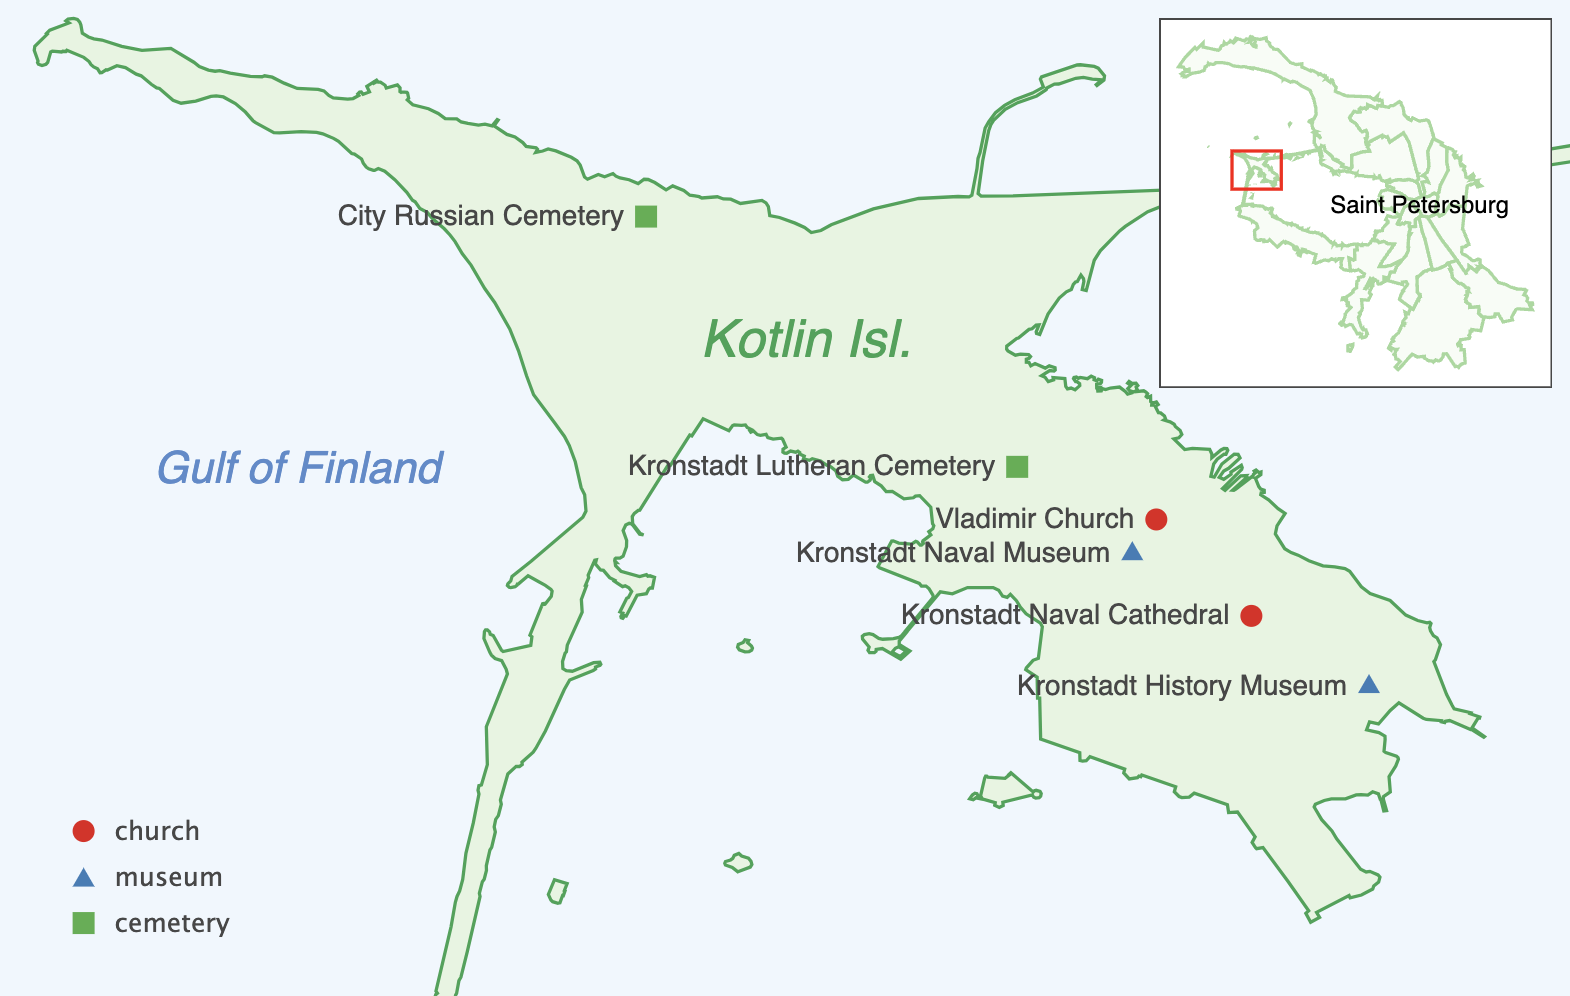 Saint Petersburg
City Russian Cemetery
Kotlin Isl.
Gulf of Finland
Kronstadt Lutheran Cemetery
Vladimir Church
Kronstadt Naval Museum
Kronstadt Naval Cathedral
Kronstadt History Museum
church
museum
cemetery